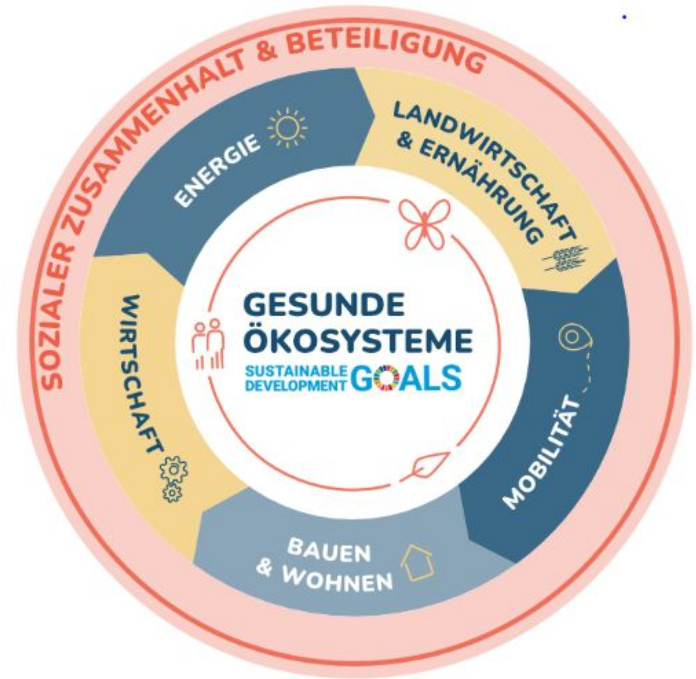 SOZIALER ZUSAMMENHALT & BETEILIGUNG
ENERGIE
LANDWIRTSCHAFT
& ERNÄHRUNG
MOBILITÄT
BAUEN
& WOHNEN
WIRTSCHAFT
GESUNDE
ÖKOSYSTEME
SUSTAINABLE
DEVELOPMENT GOALS